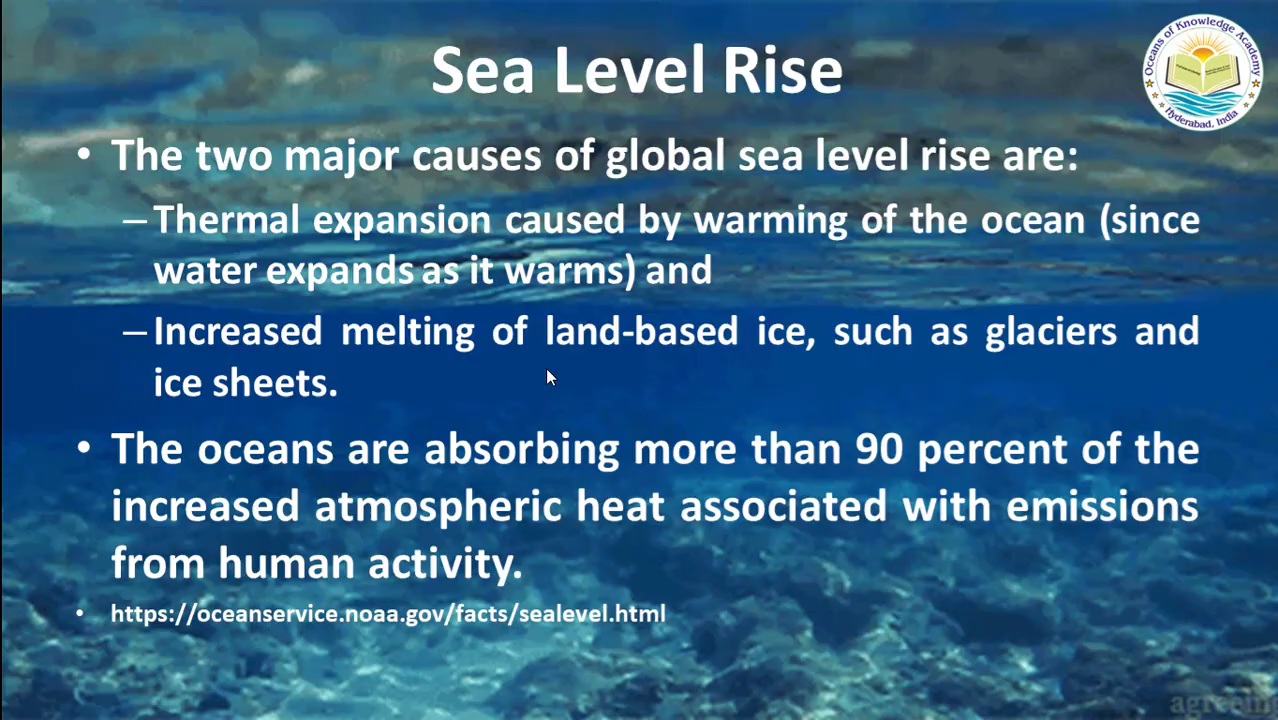 Sea Level Rise
Oceans of Knowledge Academy
Hyderabad, India
• The two major causes of global sea level rise are:
– Thermal expansion caused by warming of the ocean (since
water expands as it warms) and
– Increased melting of land-based ice, such as glaciers and
ice sheets.
• The oceans are absorbing more than 90 percent of the
increased atmospheric heat associated with emissions
from human activity.
• https://oceanservice.noaa.gov/facts/sealevel.html